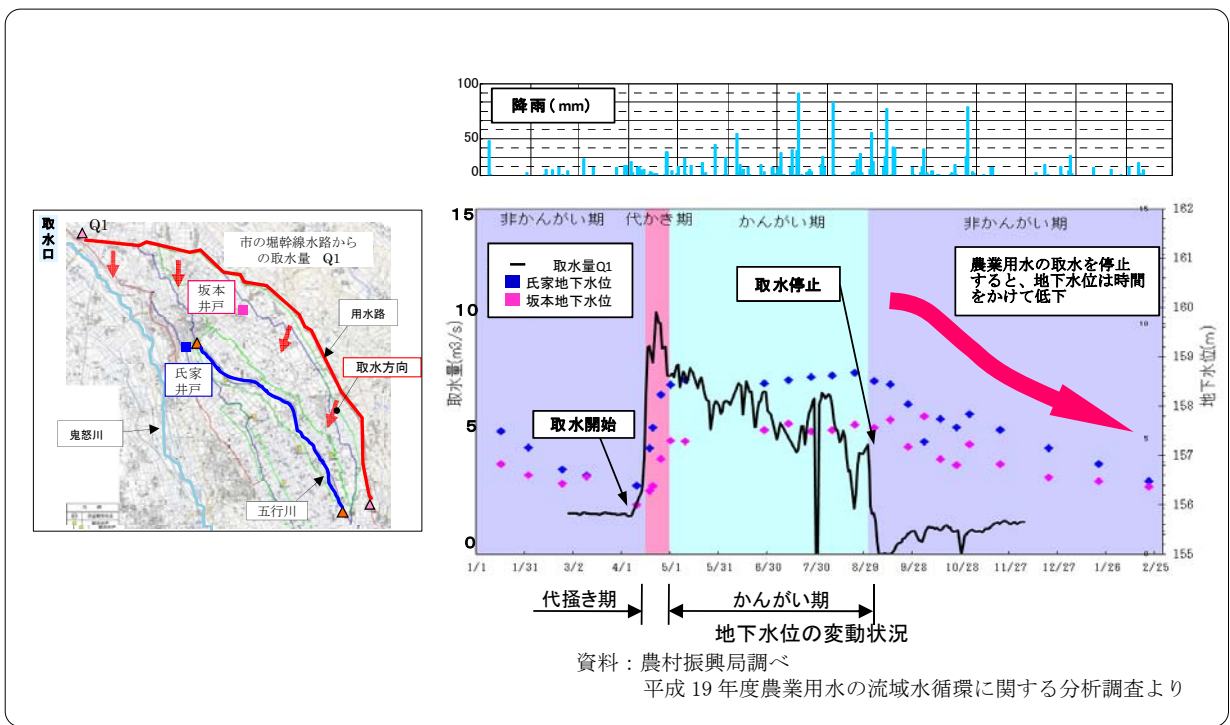 100
50
0
降雨(mm)
取水口
Q1
市の堀幹線水路から
の取水量 Q1
坂本
井戸
用水路
氏家
井戸
取水方向
鬼怒川
五行川
15
10
5
0
取水量(m3/s)
非かんがい期
代かき期
かんがい期
非かんがい期
取水量Q1
氏家地下水位
坂本地下水位
取水開始
取水停止
農業用水の取水を停止
すると、地下水位は時間
をかけて低下
15
10
5
0
162
161
160
159
158
157
156
155
地下水位(m)
1/1 1/31 3/2 4/1 5/1 5/31 6/30 7/30 8/29 9/28 10/28 11/27 12/27 1/26 2/25
代掻き期
かんがい期
地下水位の変動状況
資料:農村振興局調べ
平成 19 年度農業用水の流域水循環に関する分析調査より